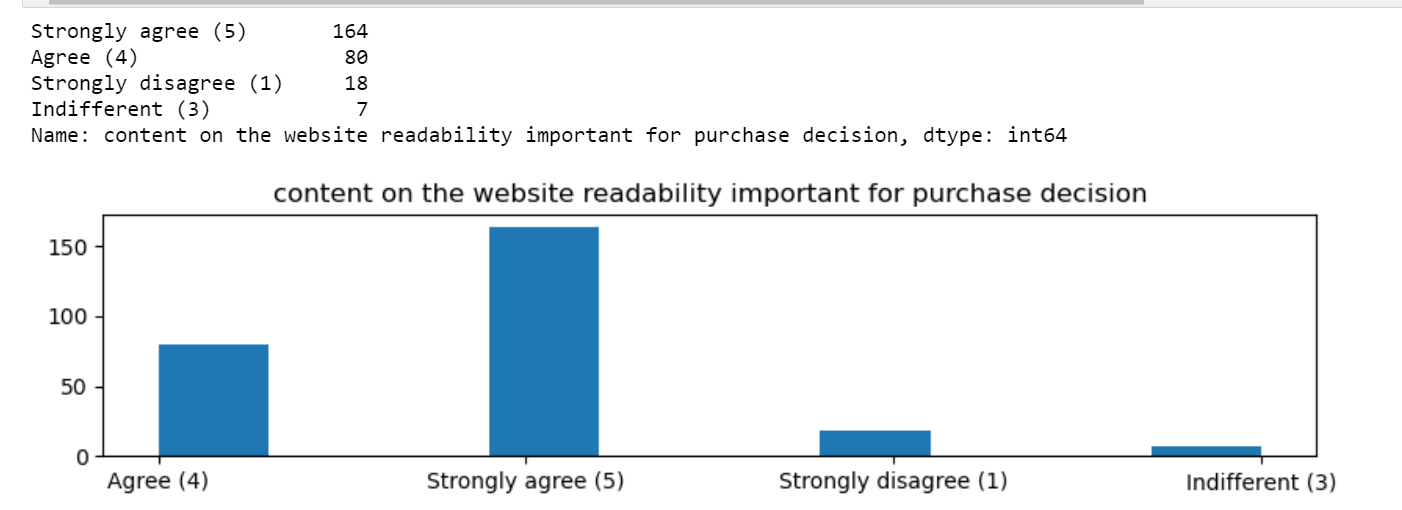 Strongly agree (5) 164
Agree (4) 80
Strongly disagree (1) 18
Indifferent (3) 7
Name: content on the website readability important for purchase decision, dtype: int64
content on the website readability important for purchase decision
150
100
50
0
Agree (4) Strongly agree (5) Strongly disagree (1) Indifferent (3)